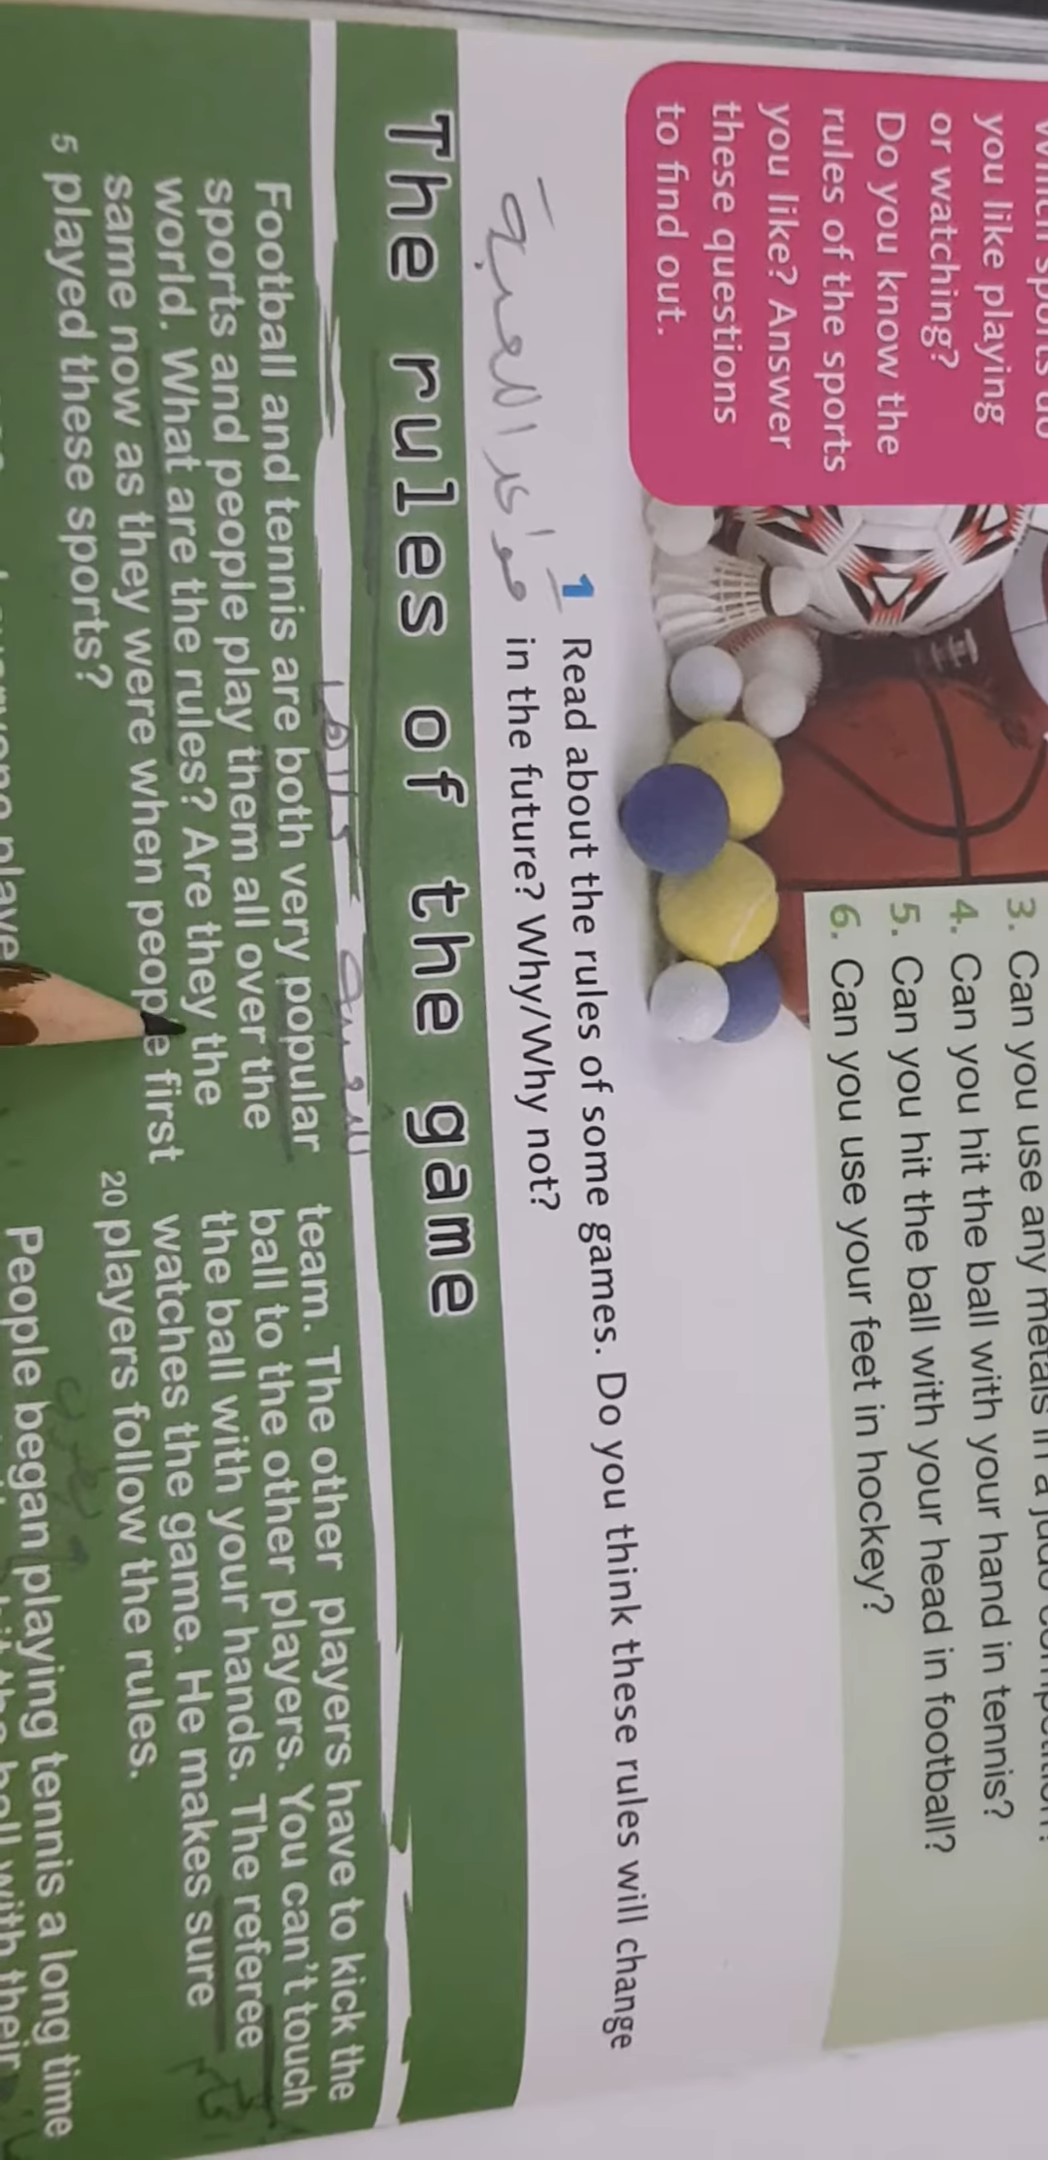 you like playing
or watching?
Do you know the
rules of the sports
you like? Answer
these questions
to find out.
3. Can you use any metals in a judo competition?
4. Can you hit the ball with your hand in tennis?
5. Can you hit the ball with your head in football?
6. Can you use your feet in hockey?
1 Read about the rules of some games. Do you think these rules will change
in the future? Why/Why not?
The rules of the game
Football and tennis are both very popular
sports and people play them all over the
world. What are the rules? Are they the
same now as they were when people first
5 played these sports?
team. The other players have to kick the
ball to the other players. You can't touch
the ball with your hands. The referee
watches the game. He makes sure
20 players follow the rules.
People began playing tennis a long time